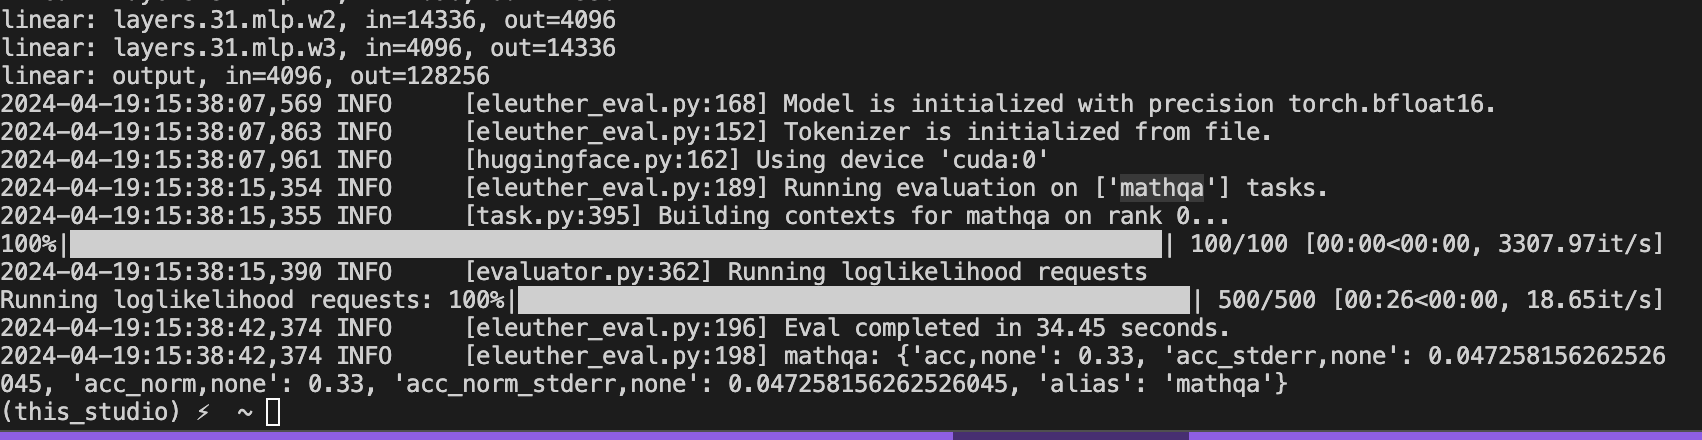 linear: layers.31.mlp.w2, in=14336, out=4096
linear: layers.31.mlp.w3, in=4096, out=14336
linear: output, in=4096, out=128256
2024-04-19:15:38:07,569 INFO     [eleuther_eval.py:168] Model is initialized with precision torch.bfloat16.
2024-04-19:15:38:07,863 INFO     [eleuther_eval.py:152] Tokenizer is initialized from file.
2024-04-19:15:38:07,961 INFO     [huggingface.py:162] Using device 'cuda:0'
2024-04-19:15:38:15,354 INFO     [eleuther_eval.py:189] Running evaluation on ['mathqa'] tasks.
2024-04-19:15:38:15,355 INFO     [task.py:395] Building contexts for mathqa on rank 0...
100%|| 100/100 [00:00<00:00, 3307.97it/s]
2024-04-19:15:38:15,390 INFO     [evaluator.py:362] Running loglikelihood requests
Running loglikelihood requests: 100%|| 500/500 [00:26<00:00, 18.65it/s]
2024-04-19:15:38:42,374 INFO     [eleuther_eval.py:196] Eval completed in 34.45 seconds.
2024-04-19:15:38:42,374 INFO     [eleuther_eval.py:198] mathqa: {'acc,none': 0.33, 'acc_stderr,none': 0.047258156262526
045, 'acc_norm,none': 0.33, 'acc_norm_stderr,none': 0.047258156262526045, 'alias': 'mathqa'}
(this_studio) ⚡ ~